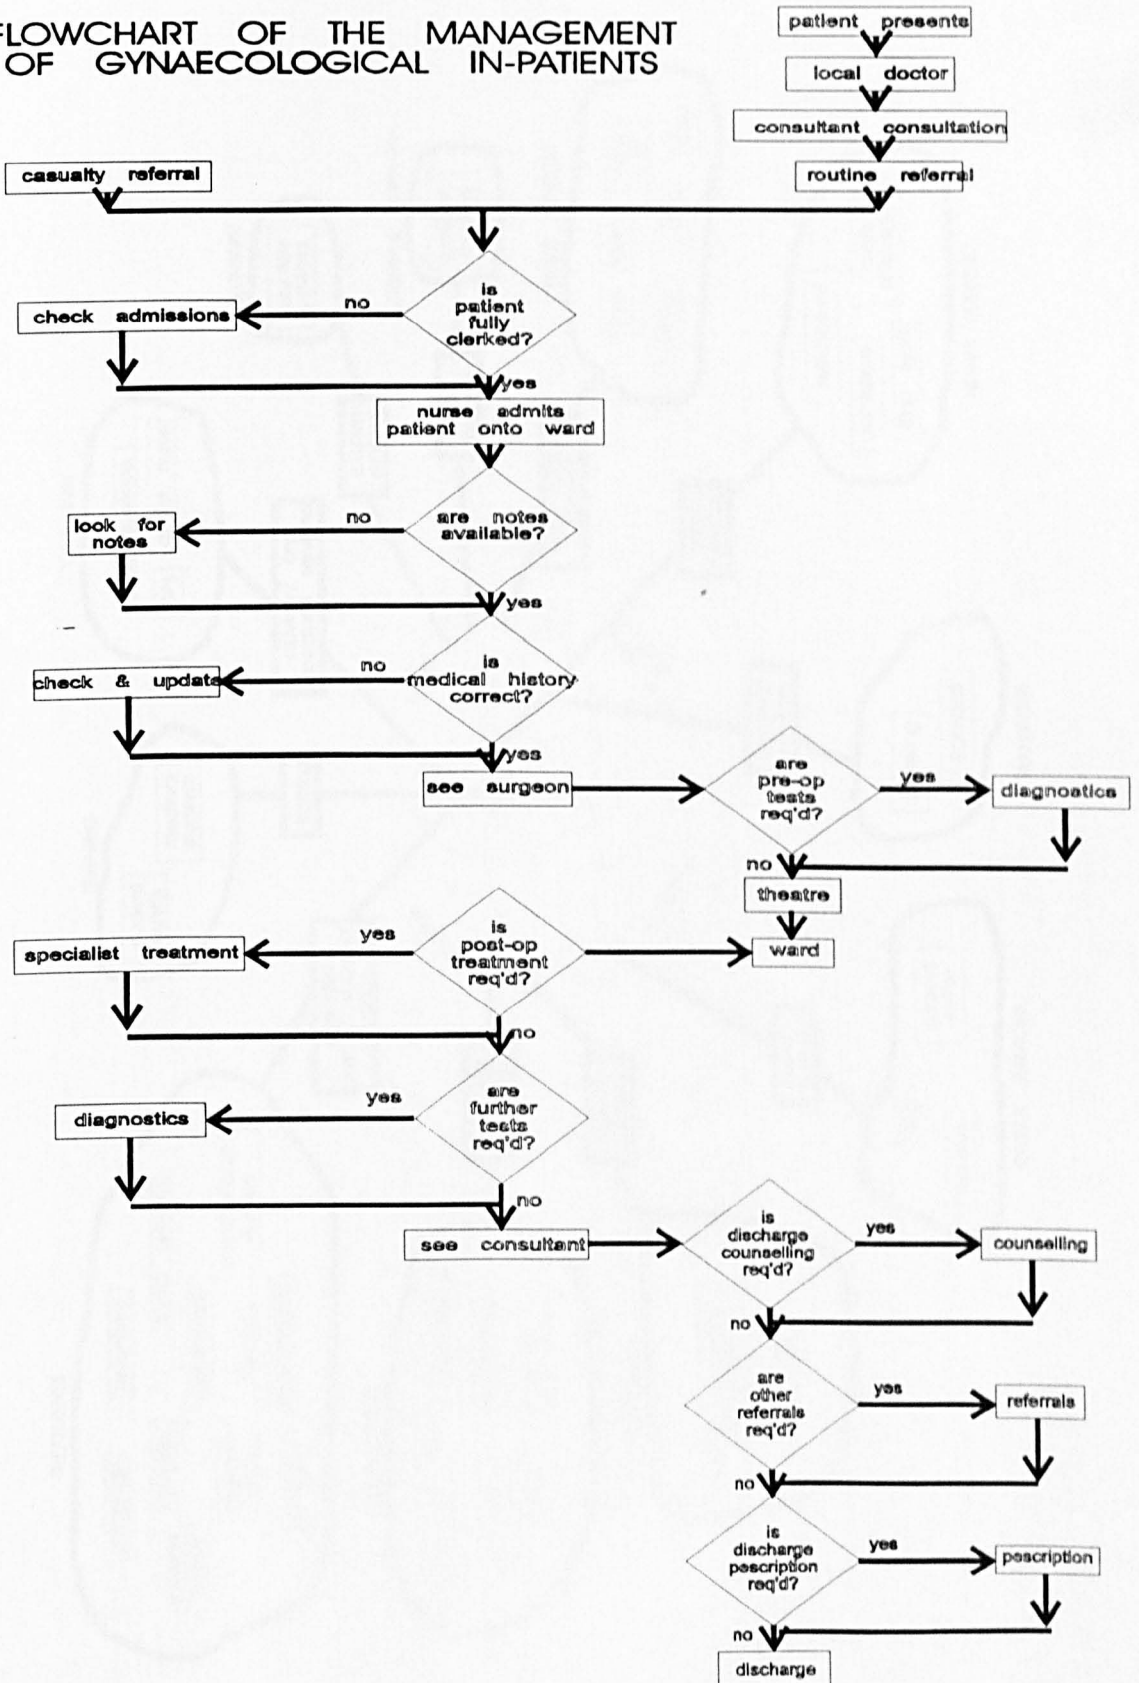 FLOWCHART OF THE MANAGEMENT
OF GYNAECOLOGICAL IN-PATIENTS
patient presents
local doctor
consultant consultation
casualty referral
routine referral
is
patient
fully
clerked?
no
check admissions
yes
nurse admits
patient onto ward
are notes
available?
no
look for
notes
yes
is
medical history
correct?
no
check & update
yes
see surgeon
are
pre-op
tests
req'd?
yes
diagnostics
no
theatre
ward
is
post-op
treatment
req'd?
yes
specialist treatment
no
are
further
tests
req'd?
yes
diagnostics
no
see consultant
is
discharge
counselling
req'd?
yes
counselling
no
are
other
referrals
req'd?
yes
referrals
no
is
discharge
pescription
req'd?
yes
pescription
no
discharge